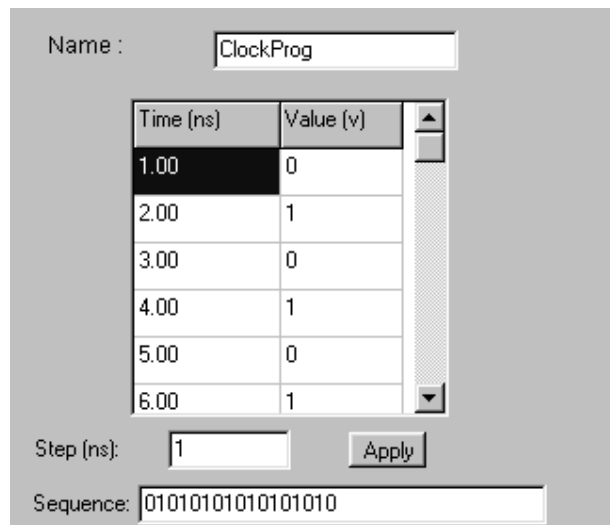 Name : ClockProg
Time (ns) Value (v)
1.00 0
2.00 1
3.00 0
4.00 1
5.00 0
6.00 1
Step (ns): 1 Apply
Sequence: 01010101010101010